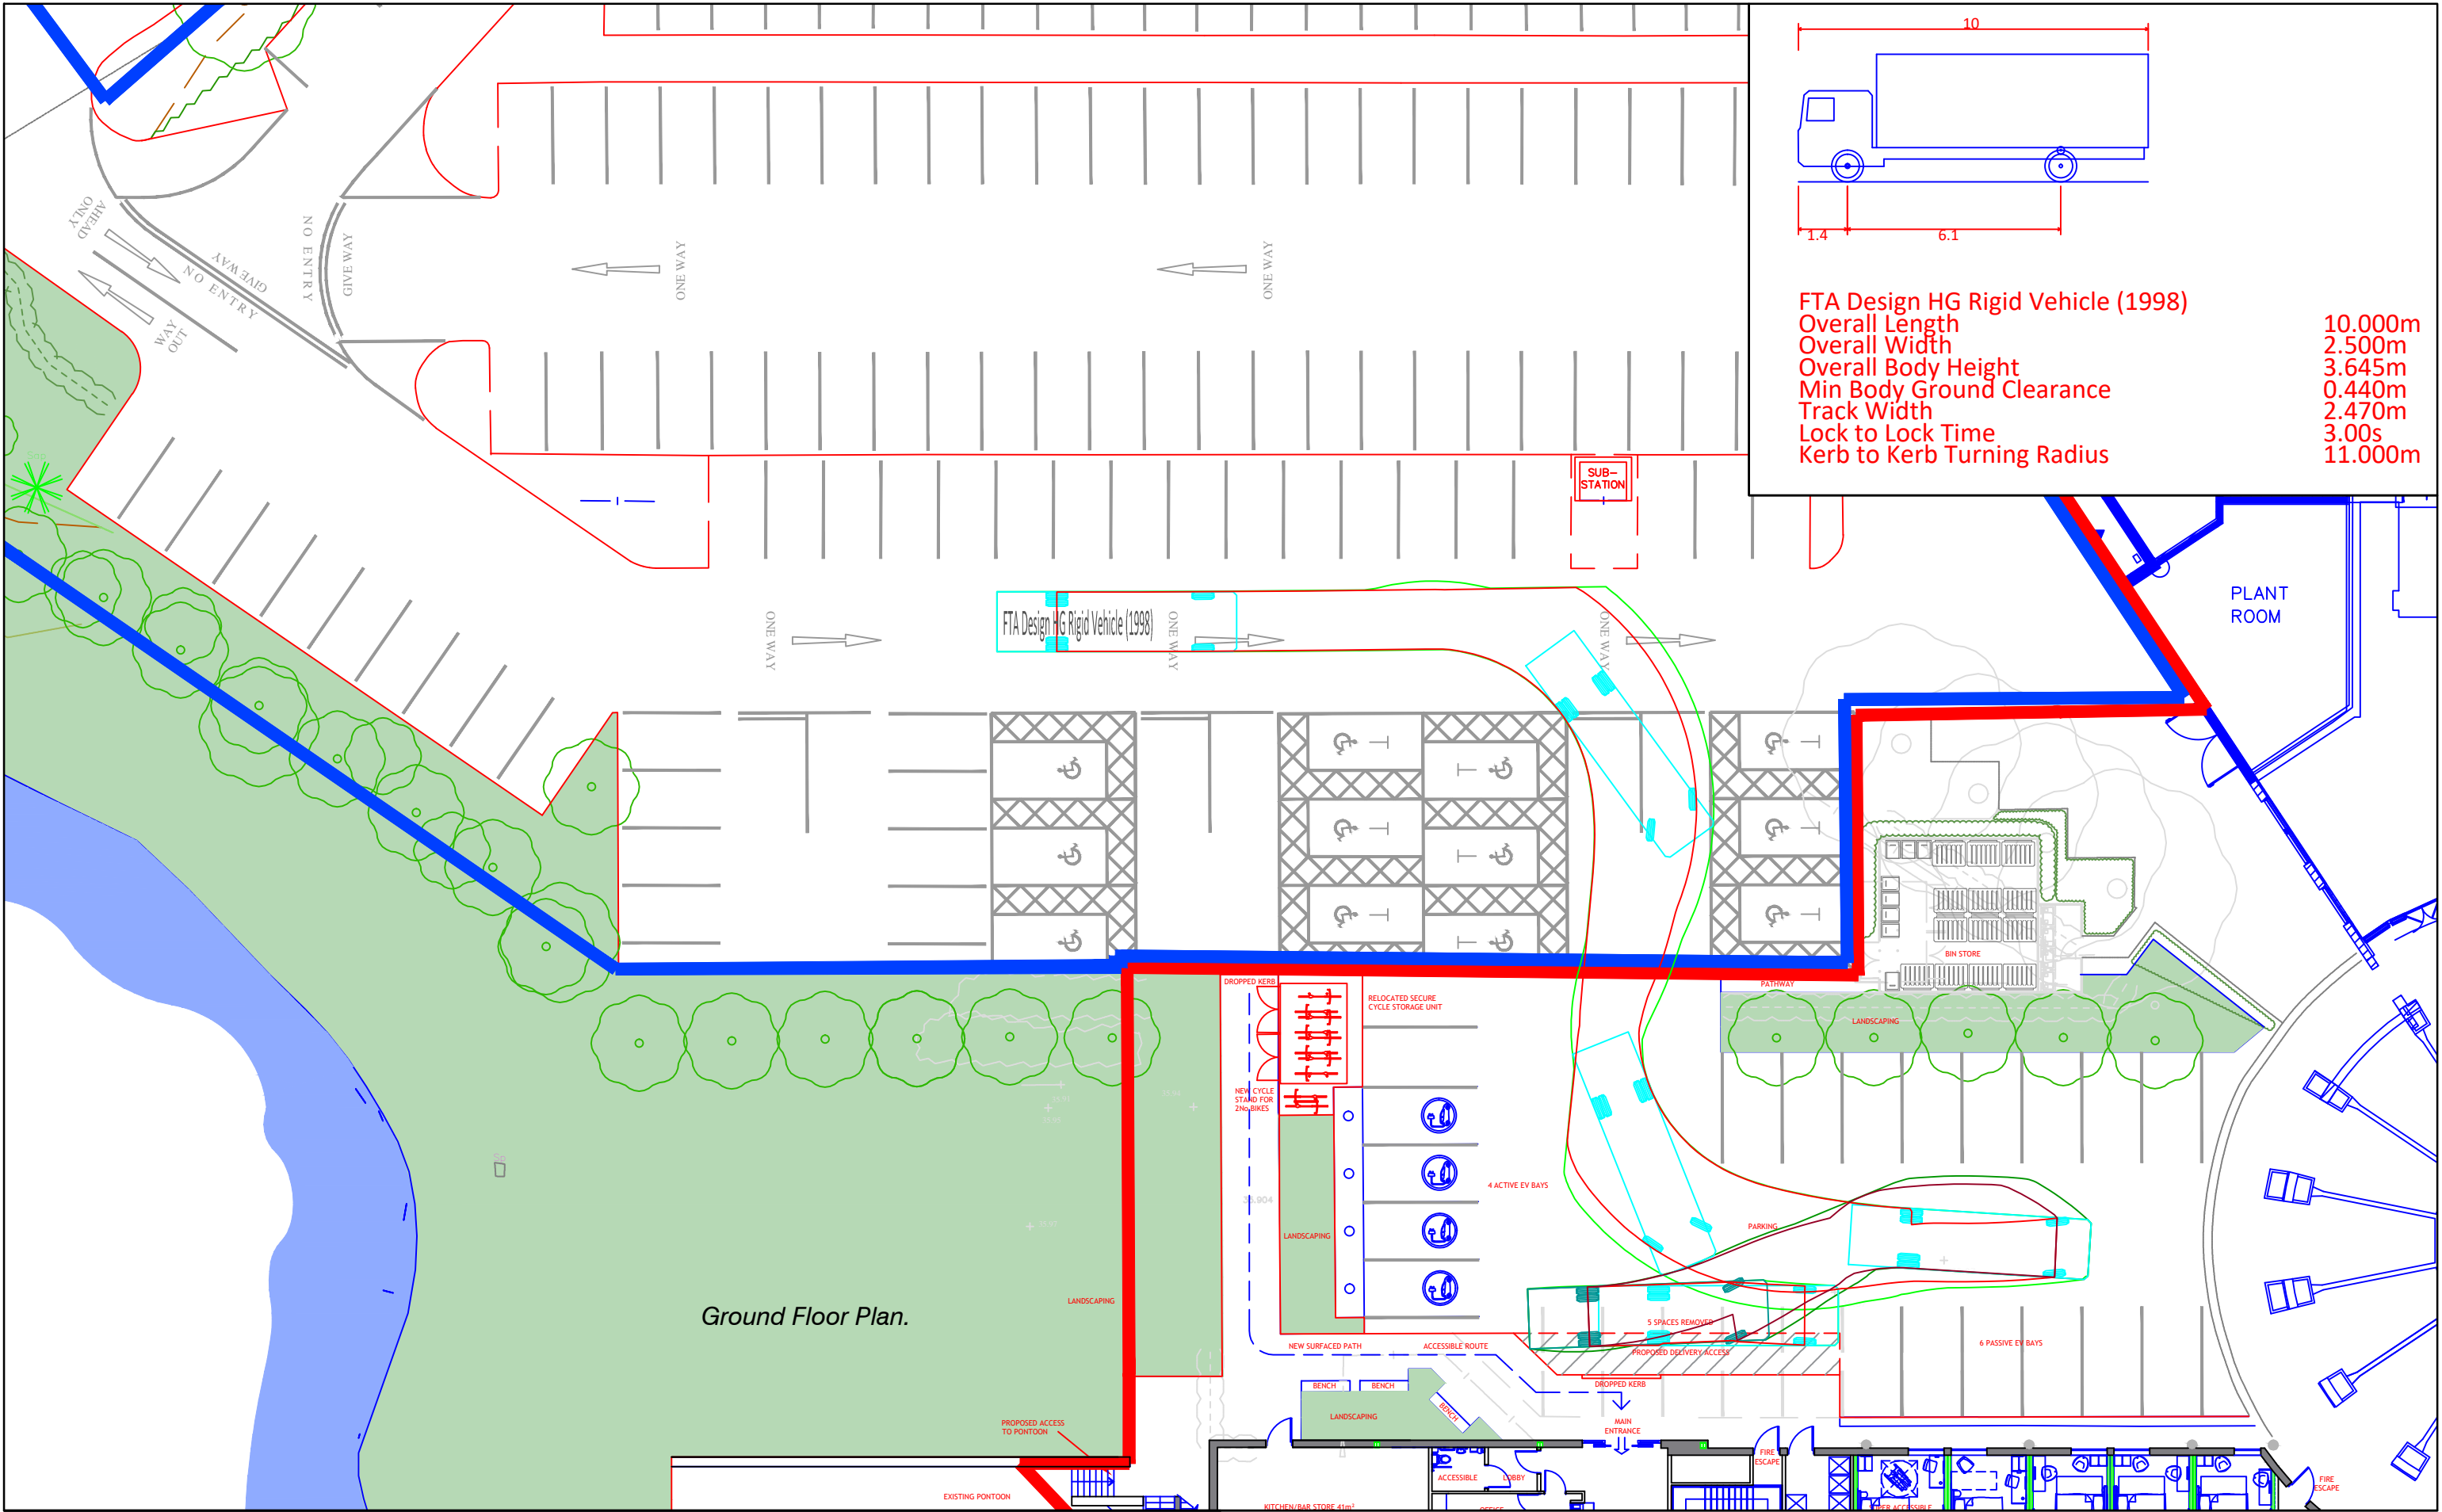 10
1.4
6.1
FTA Design HG Rigid Vehicle (1998)
Overall Length 10.000m
Overall Width 2.500m
Overall Body Height 3.645m
Min Body Ground Clearance 0.440m
Track Width 2.470m
Lock to Lock Time 3.00s
Kerb to Kerb Turning Radius 11.000m
AHEAD
ONLY
GIVE WAY
NO ENTRY
WAY
OUT
NO ENTRY
GIVE WAY
ONE WAY
ONE WAY
SUB-
STATION
PLANT
ROOM
ONE WAY
FTA Design HG Rigid Vehicle (1998)
ONE WAY
ONE WAY
BIN STORE
PATHWAY
LANDSCAPING
DROPPED KERB
RELOCATED SECURE
CYCLE STORAGE UNIT
NEW CYCLE
STAND FOR
2No BIKES
4 ACTIVE EV BAYS
LANDSCAPING
PARKING
LANDSCAPING
Ground Floor Plan.
5 SPACES REMOVED
NEW SURFACED PATH
ACCESSIBLE ROUTE
PROPOSED DELIVERY ACCESS
6 PASSIVE EV BAYS
DROPPED KERB
BENCH
BENCH
BENCH
LANDSCAPING
MAIN
ENTRANCE
PROPOSED ACCESS
TO PONTOON
FIRE
ESCAPE
ACCESSIBLE
LOBBY
FIRE
ESCAPE
EXISTING PONTOON
KITCHEN/BAR STORE 41m²